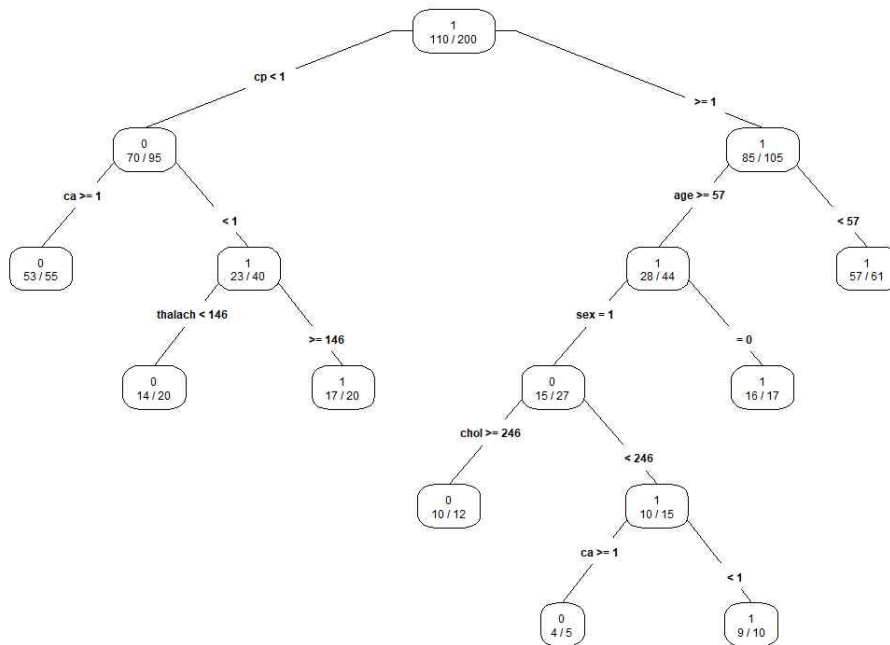 1
110 / 200
cp < 1
>= 1
0
70 / 95
1
85 / 105
ca >= 1
< 1
age >= 57
< 57
0
53 / 55
1
23 / 40
1
28 / 44
1
57 / 61
thalach < 146
>= 146
sex = 1
= 0
0
14 / 20
1
17 / 20
0
15 / 27
1
16 / 17
chol >= 246
< 246
0
10 / 12
1
10 / 15
ca >= 1
< 1
0
4 / 5
1
9 / 10